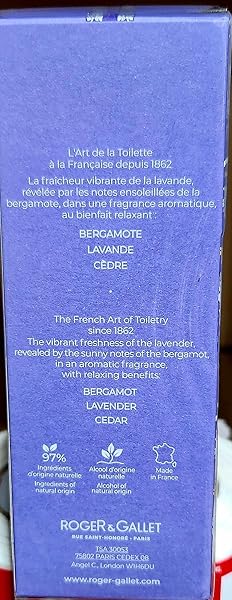 L'Art de la Toilette
à la Française depuis 1862
La fraîcheur vibrante de la lavande,
révélée par les notes ensoleillées de la
bergamote, dans une fragrance aromatique,
au bienfait relaxant :
BERGAMOTE
LAVANDE
CÈDRE
The French Art of Toiletry
since 1862
The vibrant freshness of the lavender,
revealed by the sunny notes of the bergamot,
in an aromatic fragrance,
with relaxing benefits:
BERGAMOT
LAVENDER
CEDAR
97%
Ingrédients
d'origine naturelle
Ingredients of
natural origin
Alcool d'origine
naturelle
Alcohol of
natural origin
Made
in France
ROGER&GALLET
RUE SAINT-HONORÉ - PARIS
TSA 30053
75802 PARIS CEDEX 08
Angel C, London W1H6DU
www.roger-gallet.com